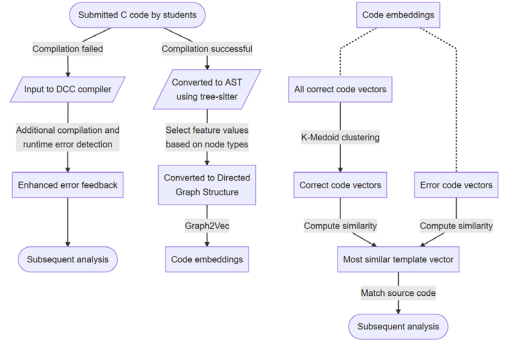 Submitted C code by students
Compilation failed
Compilation successful
Input to DCC compiler
Converted to AST
using tree-sitter
Additional compilation and
runtime error detection
Select feature values
based on node types
Enhanced error feedback
Converted to Directed
Graph Structure
Graph2Vec
Subsequent analysis
Code embeddings
Code embeddings
All correct code vectors
K-Medoid clustering
Correct code vectors
Error code vectors
Compute similarity
Compute similarity
Most similar template vector
Match source code
Subsequent analysis